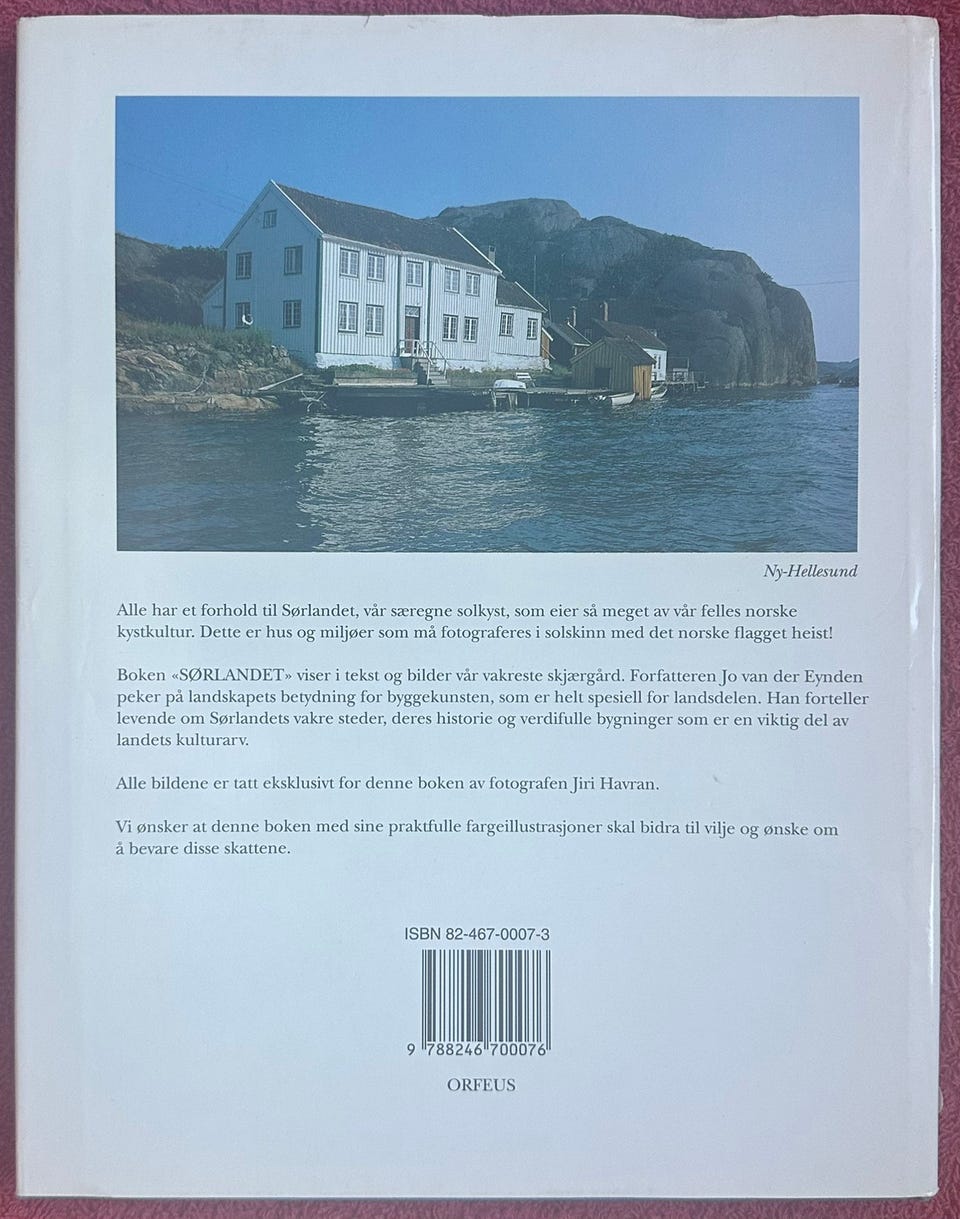 Ny-Hellesund
Alle har et forhold til Sørlandet, vår særegne solkyst, som eier så meget av vår felles norske
kystkultur. Dette er hus og miljøer som må fotograferes i solskinn med det norske flagget heist!
Boken «SØRLANDET» viser i tekst og bilder vår vakreste skjærgård. Forfatteren Jo van der Eynden
peker på landskapets betydning for byggekunsten, som er helt spesiell for landsdelen. Han forteller
levende om Sørlandets vakre steder, deres historie og verdifulle bygninger som er en viktig del av
landets kulturarv.
Alle bildene er tatt eksklusivt for denne boken av fotografen Jiri Havran.
Vi ønsker at denne boken med sine praktfulle fargeillustrasjoner skal bidra til vilje og ønske om
å bevare disse skattene.
ISBN 82-467-0007-3
9 788246 700076
ORFEUS